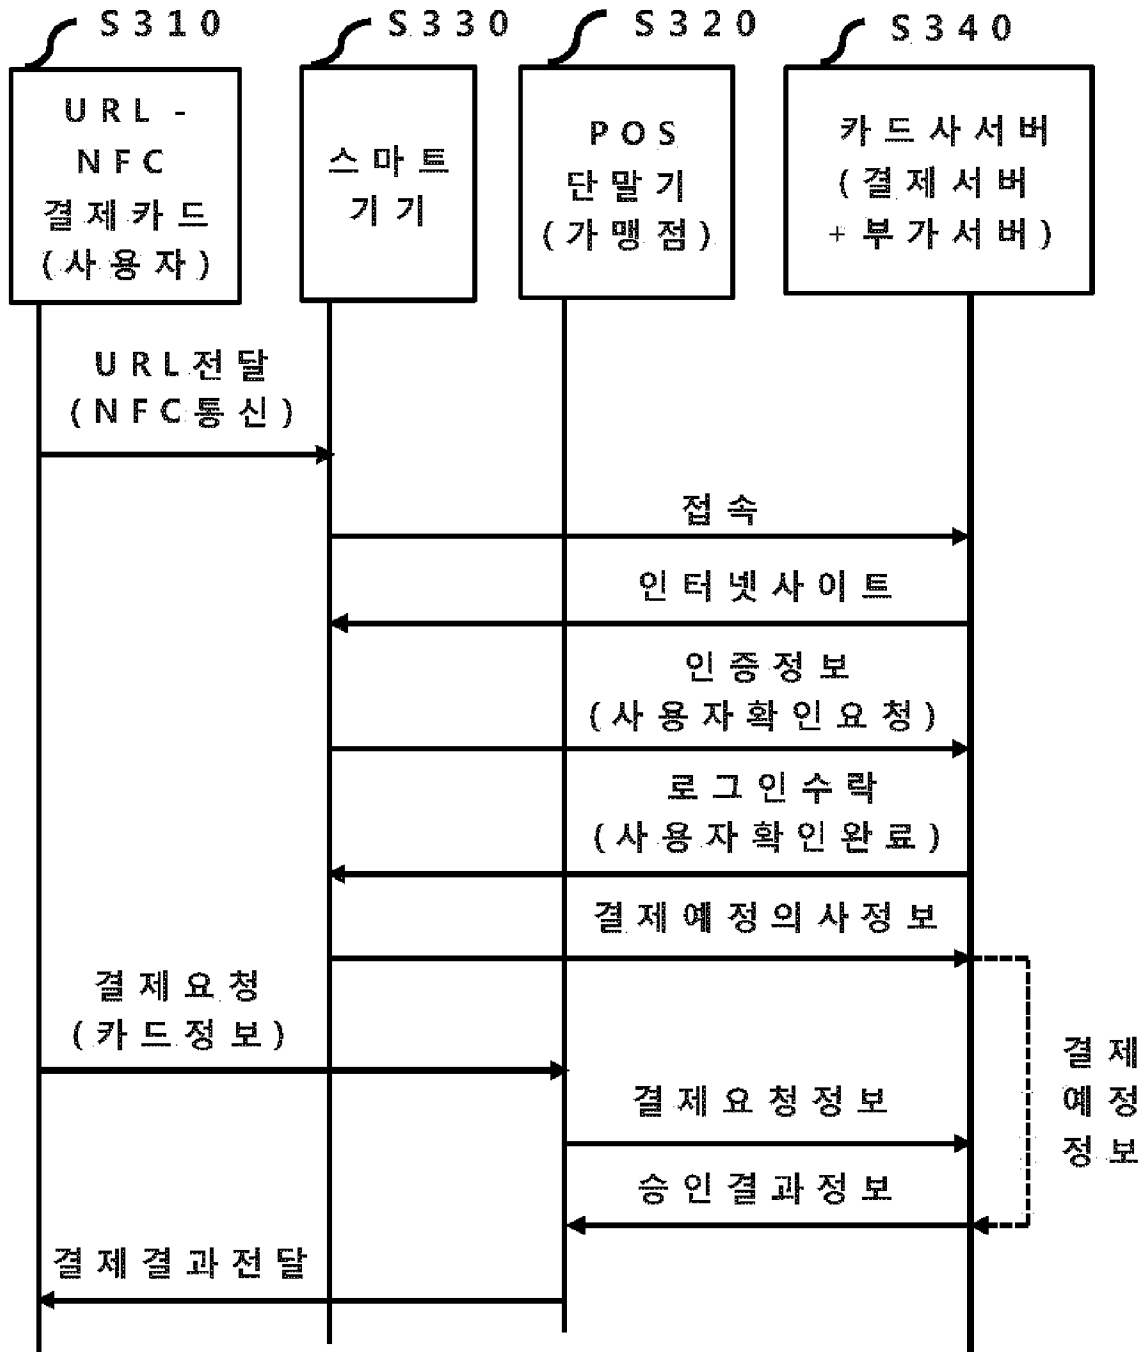 S310
S330
S320
S340
URL-
NFC
결제카드
(사용자)
스마트
기기
POS
단말기
(가맹점)
카드사서버
(결제서버
+부가서버)
URL전달
(NFC통신)
접속
인터넷사이트
인증정보
(사용자확인요청)
로그인수락
(사용자확인완료)
결제예정의사정보
결제요청
(카드정보)
결제
예정
정보
결제요청정보
승인결과정보
결제결과전달